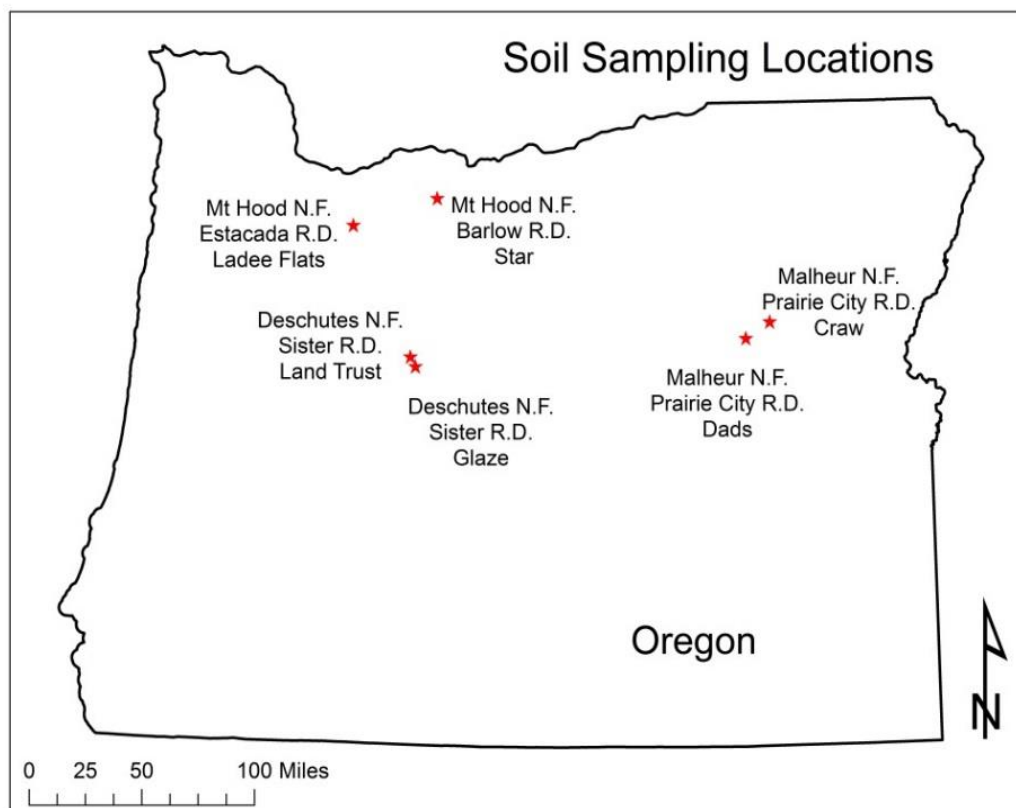 Soil Sampling Locations
Mt Hood N.F.
Estacada R.D.
Ladee Flats
Mt Hood N.F.
Barlow R.D.
Star
Malheur N.F.
Prairie City R.D.
Craw
Deschutes N.F.
Sister R.D.
Land Trust
Malheur N.F.
Prairie City R.D.
Dads
Deschutes N.F.
Sister R.D.
Glaze
Oregon
N
0 25 50 100 Miles